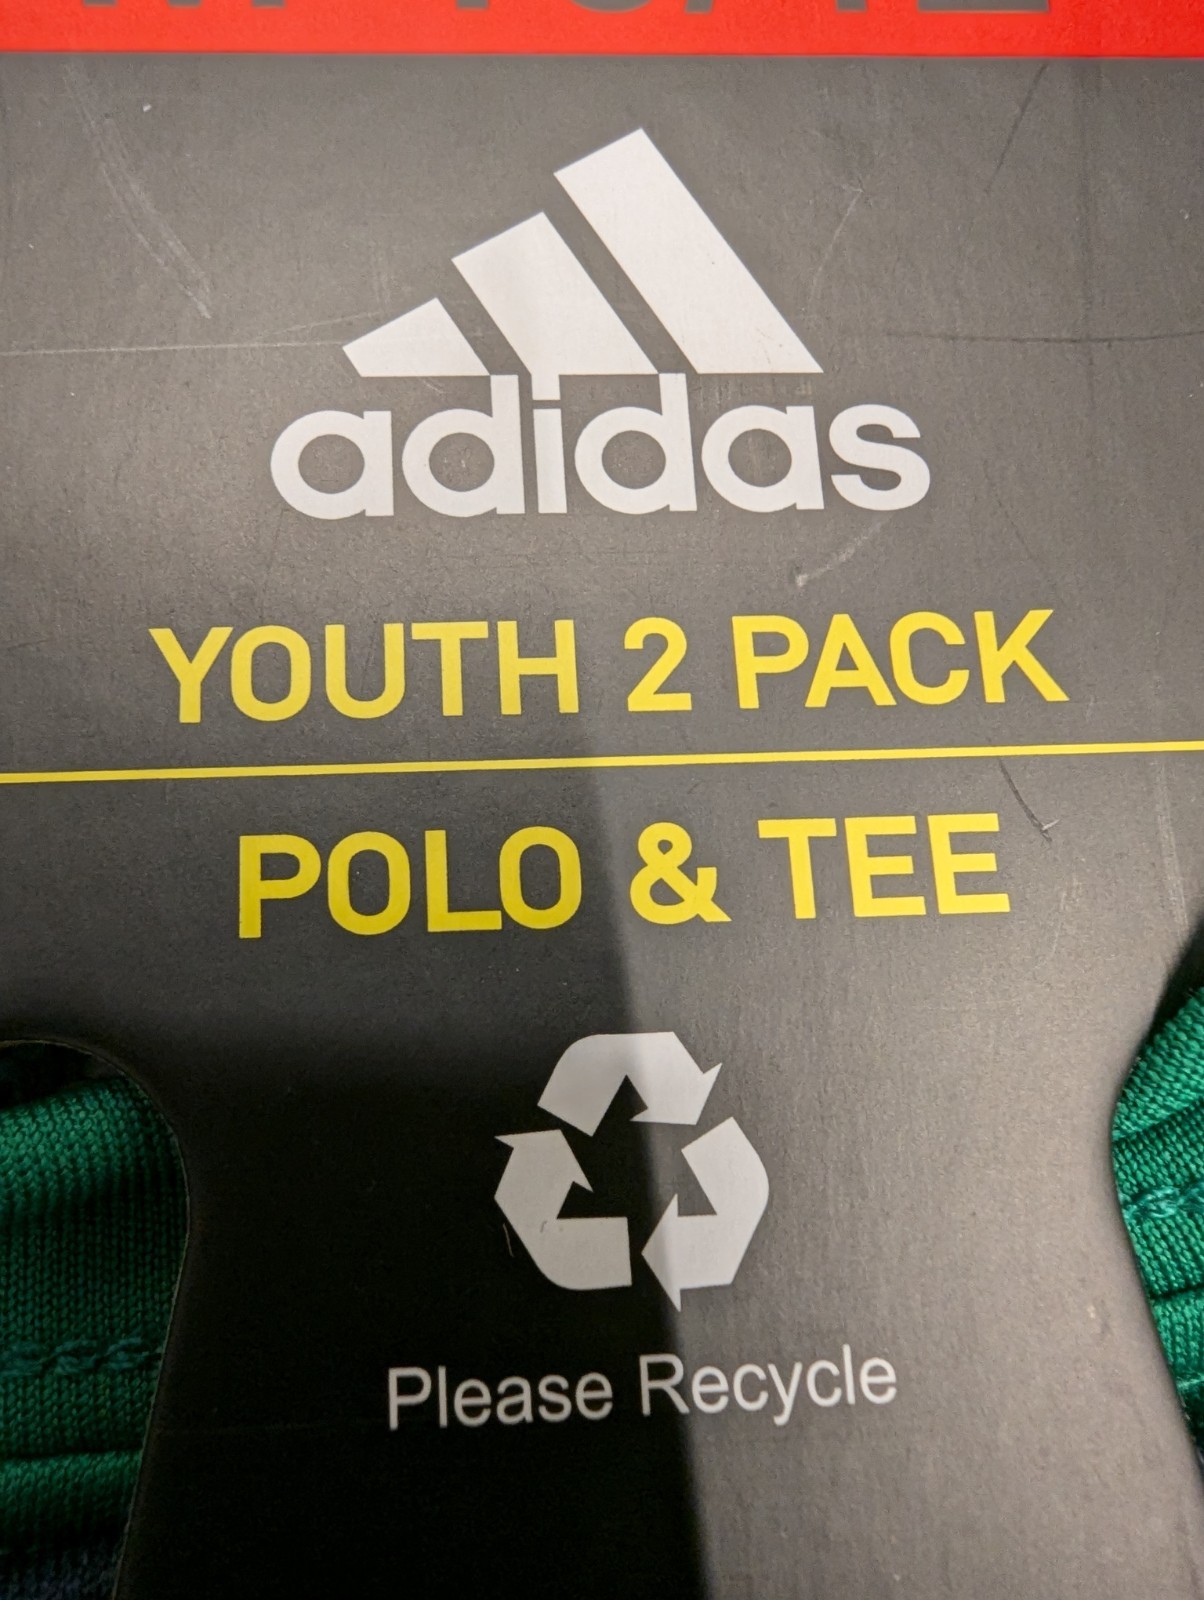 adidas
YOUTH 2 PACK
POLO & TEE
Please Recycle